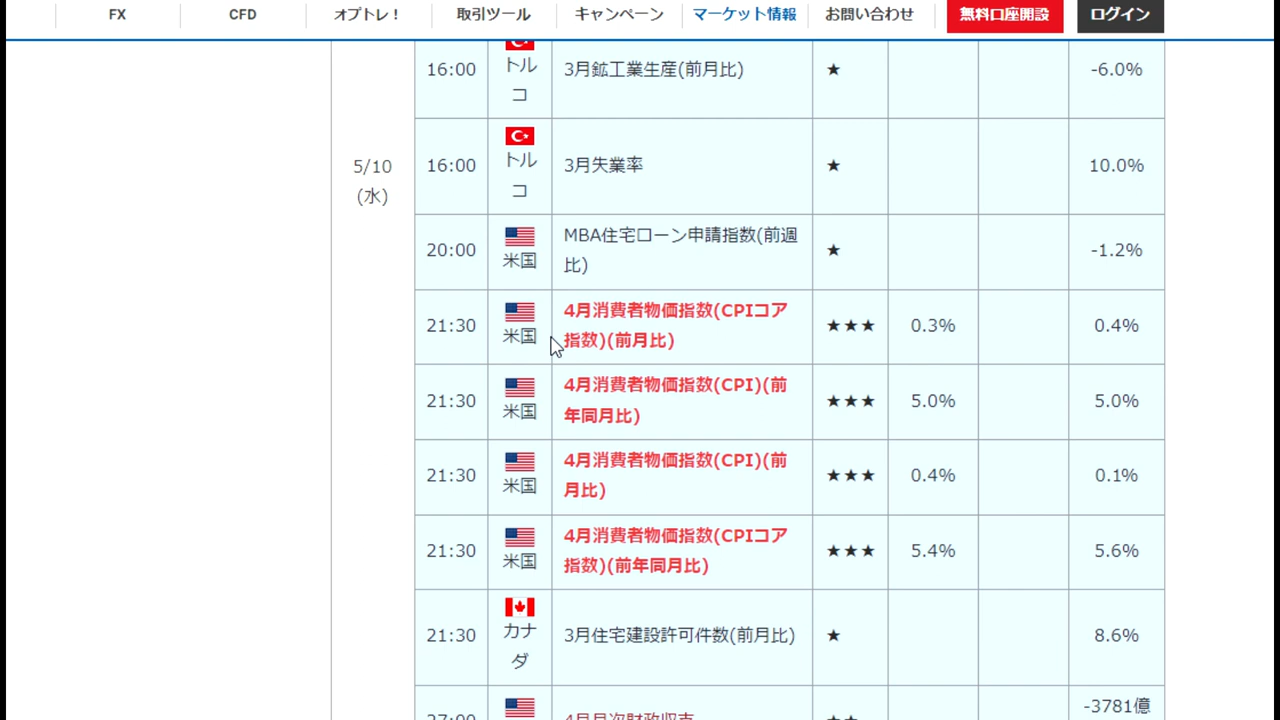 FX CFD オプトレ！ 取引ツール キャンペーン マーケット情報 お問い合わせ 無料口座開設 ログイン
5/10
(水)
16:00 トル
コ 3月鉱工業生産(前月比) ★ -6.0%
16:00 トル
コ 3月失業率 ★ 10.0%
20:00 米国 MBA住宅ローン申請指数(前週
比) ★ -1.2%
21:30 米国 4月消費者物価指数(CPIコア
指数)(前月比) ★★★ 0.3% 0.4%
21:30 米国 4月消費者物価指数(CPI)(前
年同月比) ★★★ 5.0% 5.0%
21:30 米国 4月消費者物価指数(CPI)(前
月比) ★★★ 0.4% 0.1%
21:30 米国 4月消費者物価指数(CPIコア
指数)(前年同月比) ★★★ 5.4% 5.6%
21:30 カナ
ダ 3月住宅建設許可件数(前月比) ★ 8.6%
27:00 4月月次財政収支 ★★ -3781億